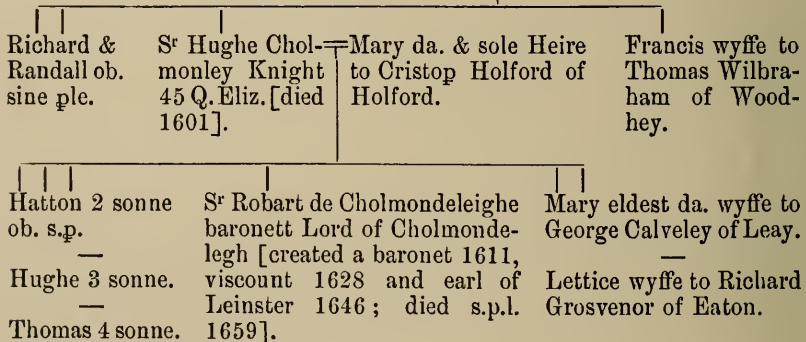 Richard &
Randall ob.
sine ple.
Sr Hughe Chol-
monley Knight
45 Q. Eliz. [died
1601].
Mary da. & sole Heire
to Cristop Holford of
Holford.
Francis wyffe to
Thomas Wilbra-
ham of Wood-
hey.
Hatton 2 sonne
ob. s.p.
—
Hughe 3 sonne.
—
Thomas 4 sonne.
Sr Robart de Cholmondeleighe
baronett Lord of Cholmonde-
legh [created a baronet 1611,
viscount 1628 and earl of
Leinster 1646; died s.p.l.
1659].
Mary eldest da. wyffe to
George Calveley of Leay.
—
Lettice wyffe to Richard
Grosvenor of Eaton.